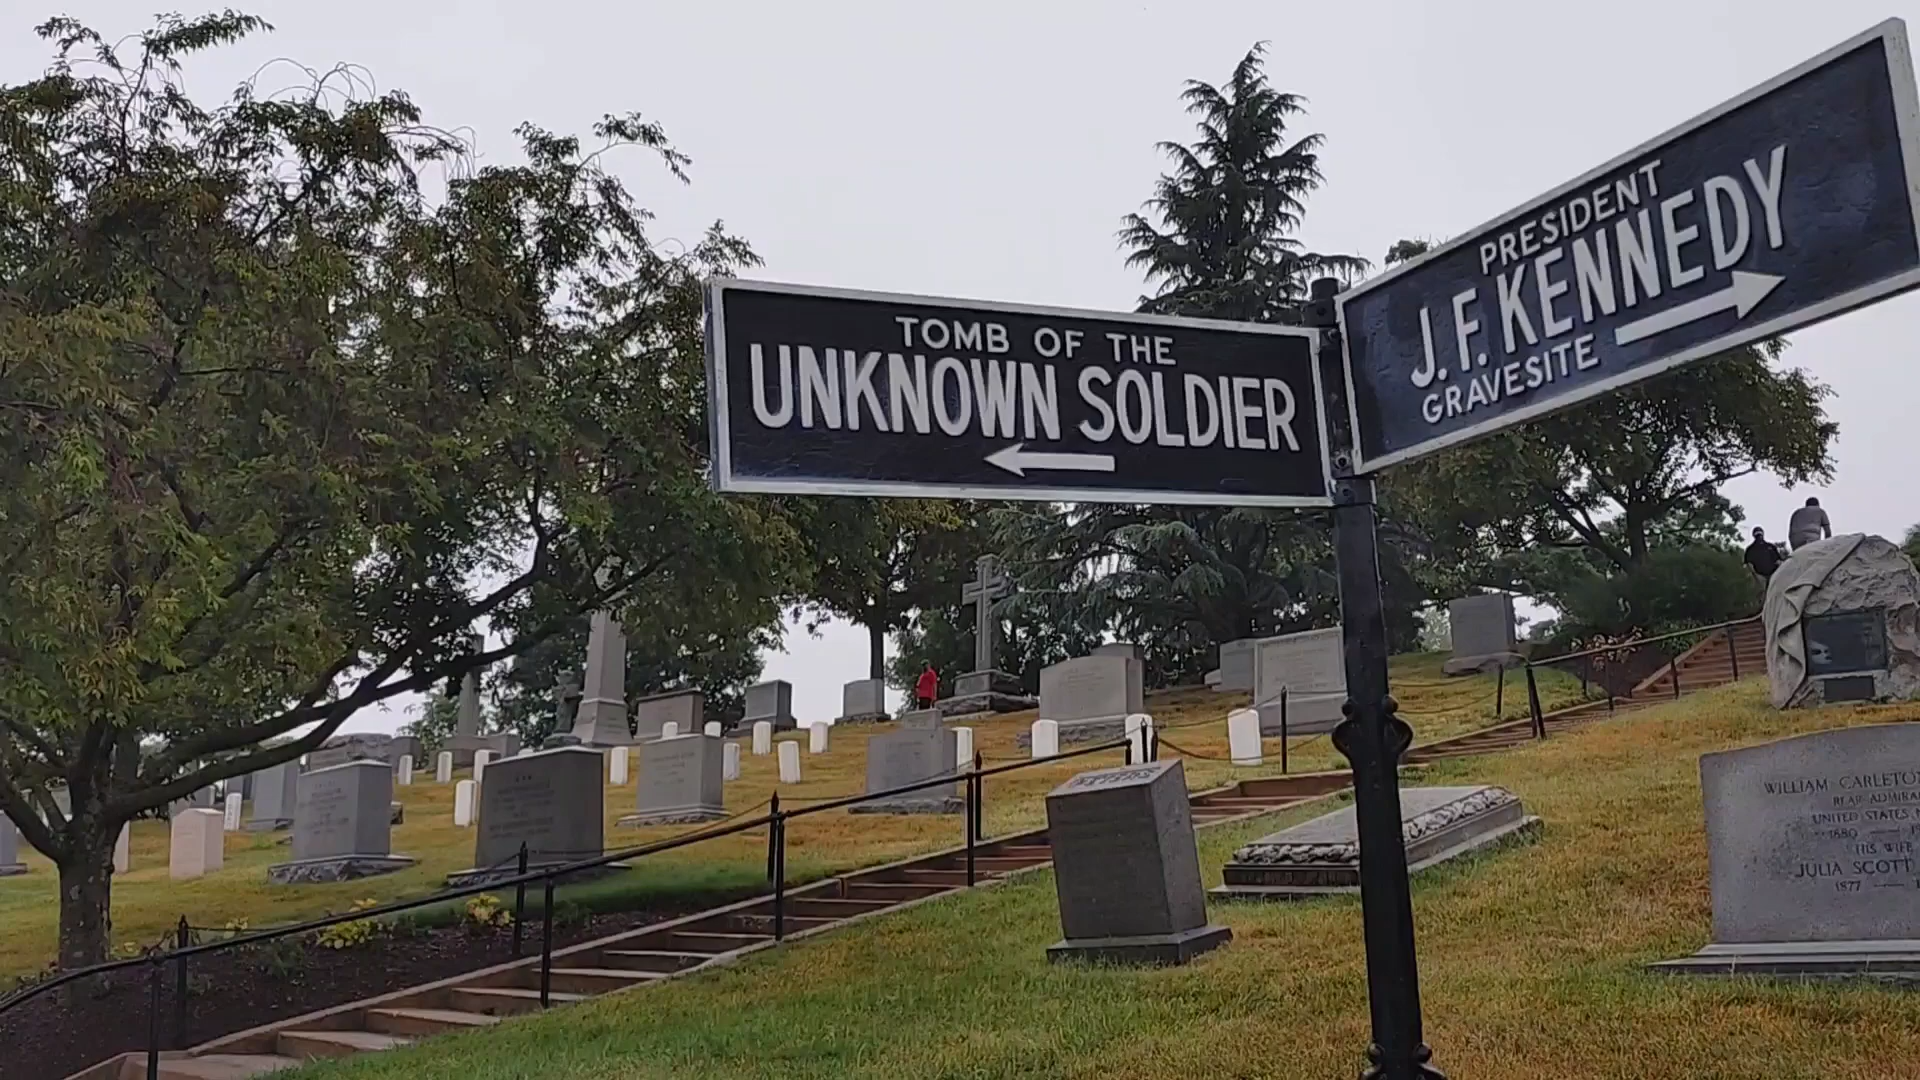 TOMB OF THE
UNKNOWN SOLDIER
PRESIDENT
J.F. KENNEDY
GRAVESITE
WILLIAM CARLETO
REAR ADMIRA
UNITED STATES
1880
HIS WIFE
JULIA SCOTT
1877